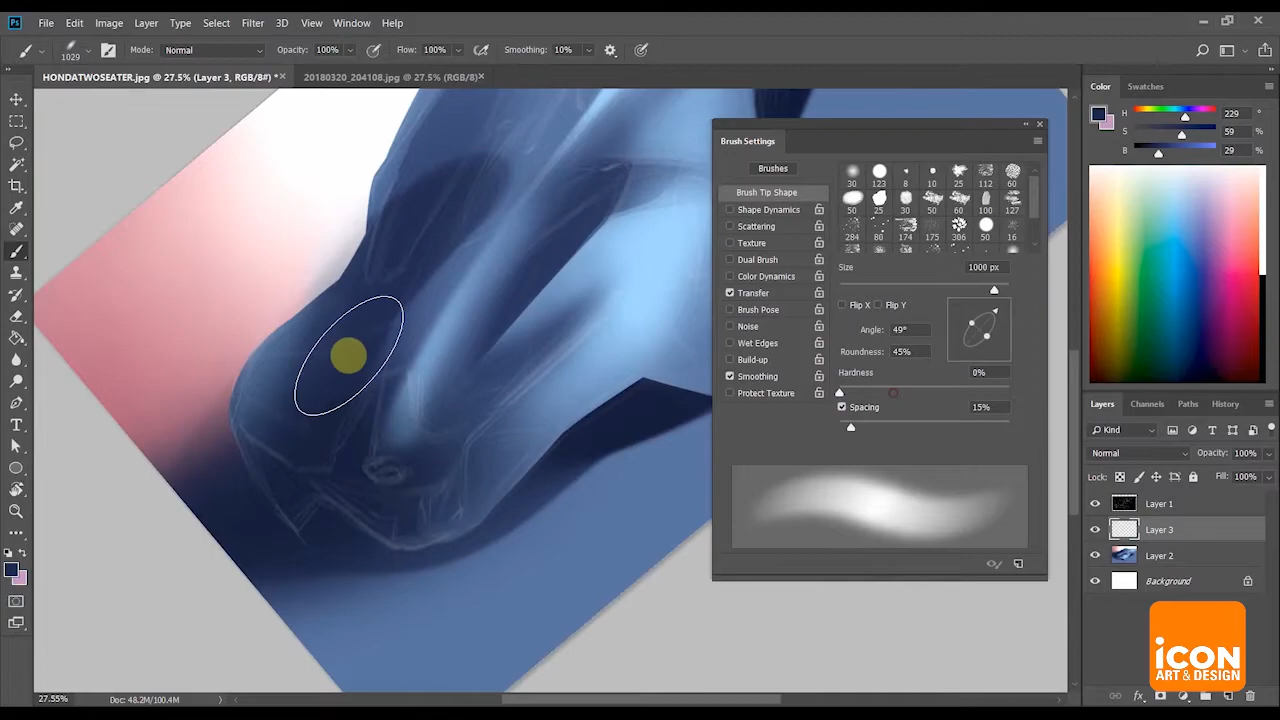 Ps File Edit Image Layer Type Select Filter 3D View Window Help
1029 Mode: Normal Opacity: 100% Flow: 100% Smoothing: 10%
HONDATWOSEATER.jpg @ 27.5% (Layer 3, RGB/8#) * 20180320_204108.jpg @ 27.5% (RGB/8)
Brush Settings
Brushes
Brush Tip Shape
Shape Dynamics
Scattering
Texture
Dual Brush
Color Dynamics
Transfer
Brush Pose
Noise
Wet Edges
Build-up
Smoothing
Protect Texture
30 123 8 10 25 112 60
50 25 30 50 60 100 127
284 80 174 175 306 50 16
Size 1000 px
Flip X Flip Y
Angle: 49°
Roundness: 45%
Hardness 0%
Spacing 15%
Color Swatches
H 229 °
S 59 %
B 29 %
Layers Channels Paths History
Kind
Normal Opacity: 100%
Lock: Fill: 100%
Layer 1
Layer 3
Layer 2
Background
iCON
ART & DESIGN
fx
27.55% Doc: 48.2M/100.4M